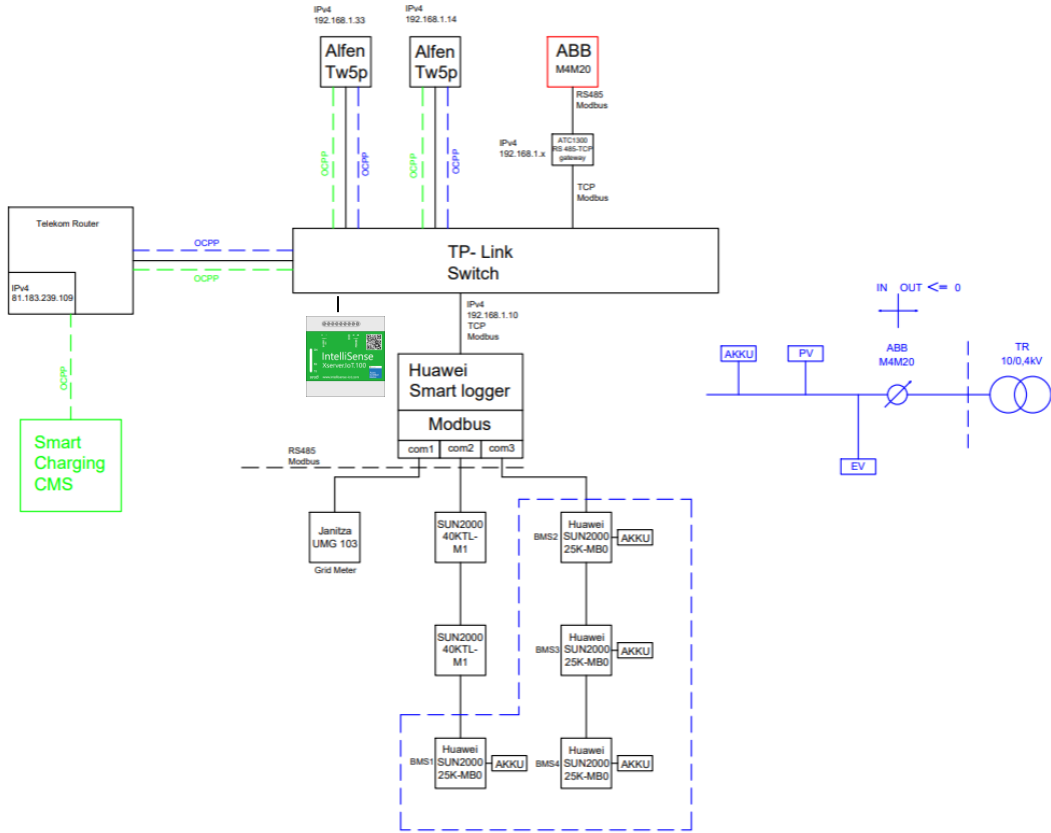 IPv4
192.168.1.33
IPv4
192.168.1.14
Alfen
Tw5p
Alfen
Tw5p
ABB
M4M20
RS485
Modbus
IPv4
192.168.1.x
ATC1300
RS 485-TCP
gateway
TCP
Modbus
OCPP
OCPP
OCPP
OCPP
Telekom Router
IPv4
81.183.239.109
OCPP
OCPP
TP- Link
Switch
OCPP
Smart
Charging
CMS
IntelliSense
Xserver.IoT.100
IPv4
192.168.1.10
TCP
Modbus
Huawei
Smart logger
Modbus
com1
com2
com3
RS485
Modbus
Janitza
UMG 103
Grid Meter
SUN2000
40KTL-
M1
SUN2000
40KTL-
M1
BMS1
Huawei
SUN2000
25K-MB0
AKKU
BMS2
Huawei
SUN2000
25K-MB0
AKKU
BMS3
Huawei
SUN2000
25K-MB0
AKKU
BMS4
Huawei
SUN2000
25K-MB0
AKKU
IN OUT <= 0
AKKU
PV
ABB
M4M20
TR
10/0,4kV
EV